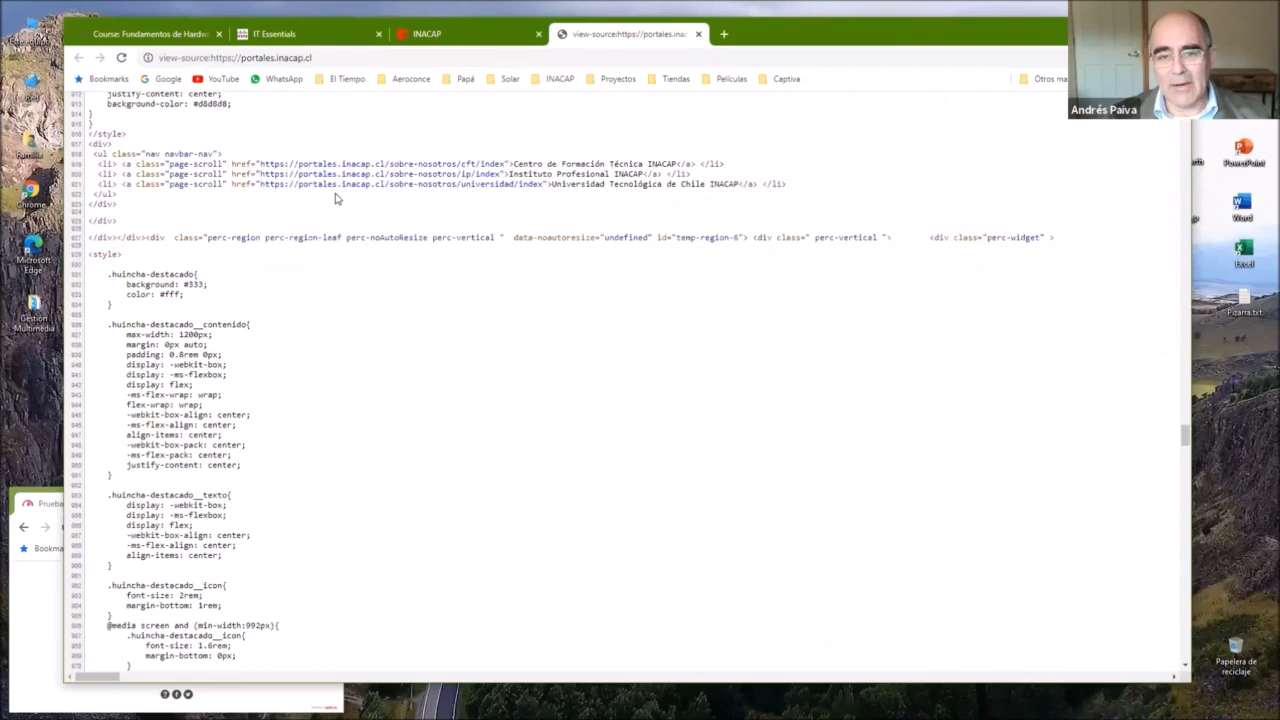 Course: Fundamentos de Hardwa
IT Essentials
INACAP
view-source:https://portales.inac
Andrés Paiva
view-source:https://portales.inacap.cl
Bookmarks
Google
YouTube
WhatsApp
El Tiempo
Aeroconce
Papá
Solar
INACAP
Proyectos
Tiendas
Películas
Captiva
Otros ma
justify-content: center;
background-color: #d8d8d8;
}
}
</style>
<div>
<ul class="nav navbar-nav">
<li> <a class="page-scroll" href="https://portales.inacap.cl/sobre-nosotros/cft/index">Centro de Formación Técnica INACAP</a> </li>
<li> <a class="page-scroll" href="https://portales.inacap.cl/sobre-nosotros/ip/index">Instituto Profesional INACAP</a> </li>
<li> <a class="page-scroll" href="https://portales.inacap.cl/sobre-nosotros/universidad/index">Universidad Tecnológica de Chile INACAP</a> </li>
</ul>
</div>
</div>
</div></div><div class="perc-region perc-region-leaf perc-noAutoResize perc-vertical " data-noautoresize="undefined" id="temp-region-6"> <div class=" perc-vertical "> <div class="perc-widget" >
<style>
.huincha-destacado{
background: #333;
color: #fff;
}
.huincha-destacado__contenido{
max-width: 1200px;
margin: 0px auto;
padding: 0.8rem 0px;
display: -webkit-box;
display: -ms-flexbox;
display: flex;
-ms-flex-wrap: wrap;
flex-wrap: wrap;
-webkit-box-align: center;
-ms-flex-align: center;
align-items: center;
-webkit-box-pack: center;
-ms-flex-pack: center;
justify-content: center;
}
.huincha-destacado__texto{
display: -webkit-box;
display: -ms-flexbox;
display: flex;
-webkit-box-align: center;
-ms-flex-align: center;
align-items: center;
}
.huincha-destacado__icon{
font-size: 2rem;
margin-bottom: 1rem;
}
@media screen and (min-width:992px){
.huincha-destacado__icon{
font-size: 1.6rem;
margin-bottom: 0px;
}
Red
Familia
Chrome
Microsoft
Edge
Gestión
Multimedia
Prueba
Bookma
PowerPoint
Word
Excel
Pizarra.txt
Papelera de
reciclaje